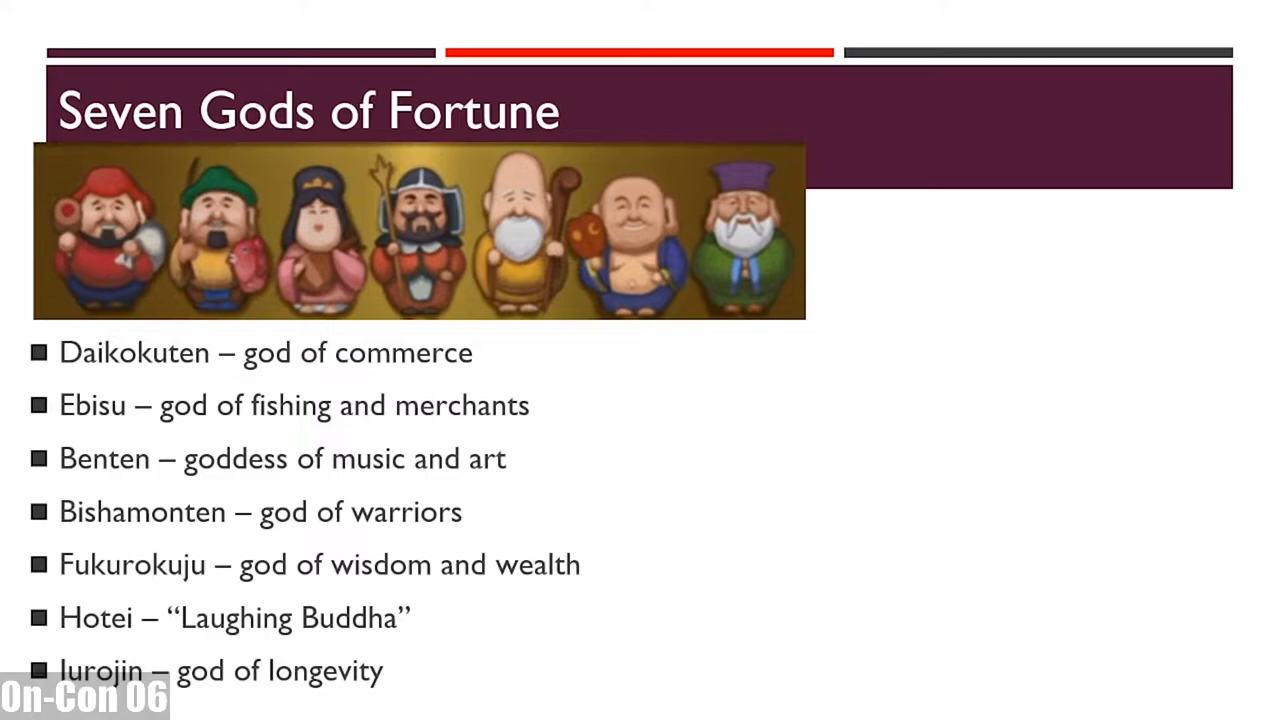 Seven Gods of Fortune
Daikokuten – god of commerce
Ebisu – god of fishing and merchants
Benten – goddess of music and art
Bishamonten – god of warriors
Fukurokuju – god of wisdom and wealth
Hotei – “Laughing Buddha”
Jurojin – god of longevity
On-Con 06